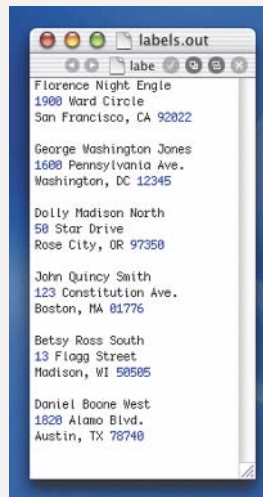 labels.out
labe
Florence Night Engle
1900 Ward Circle
San Francisco, CA 92022
George Washington Jones
1600 Pennsylvania Ave.
Washington, DC 12345
Dolly Madison North
50 Star Drive
Rose City, OR 97350
John Quincy Smith
123 Constitution Ave.
Boston, MA 01776
Betsy Ross South
13 Flagg Street
Madison, WI 50505
Daniel Boone West
1820 Alamo Blvd.
Austin, TX 78740